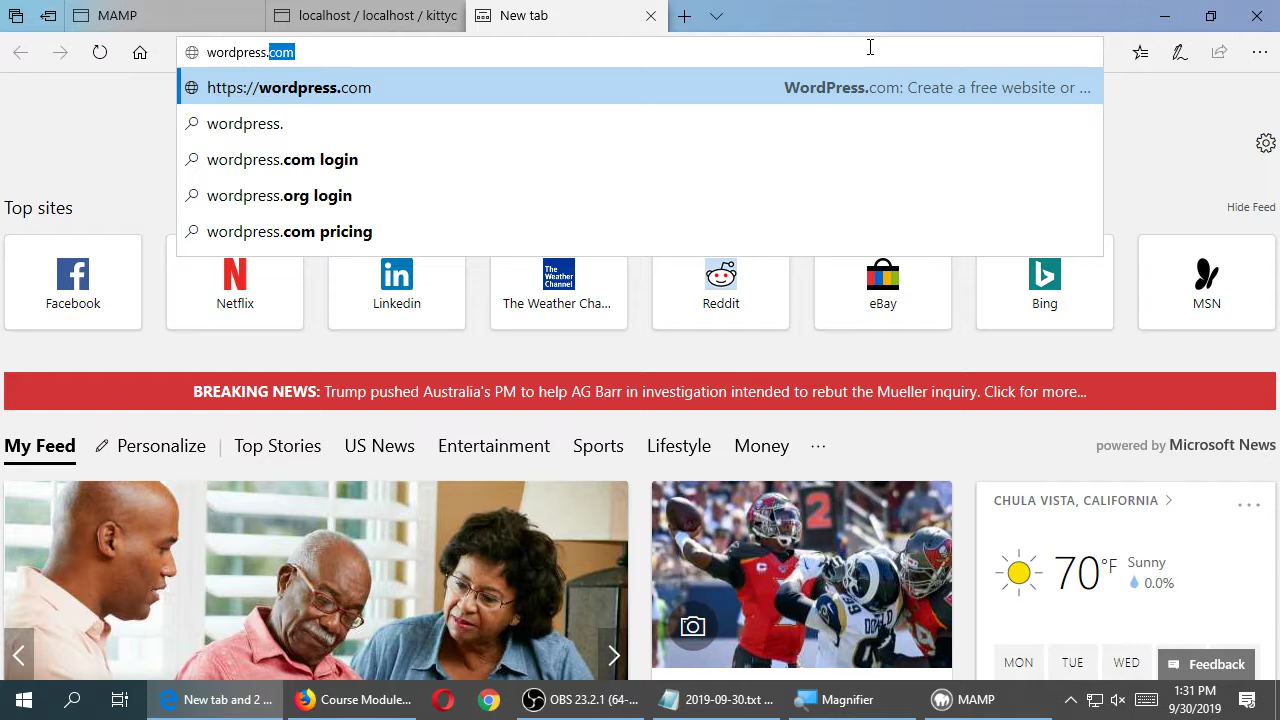 MAMP
localhost / localhost / kittyc
New tab
wordpress.com
https://wordpress.com
WordPress.com: Create a free website or ...
wordpress.
wordpress.com login
wordpress.org login
wordpress.com pricing
Top sites
Hide Feed
Facebook
Netflix
Linkedin
The Weather Channel
The Weather Cha...
Reddit
eBay
Bing
MSN
BREAKING NEWS: Trump pushed Australia's PM to help AG Barr in investigation intended to rebut the Mueller inquiry. Click for more...
My Feed
Personalize
Top Stories
US News
Entertainment
Sports
Lifestyle
Money
...
powered by Microsoft News
CHULA VISTA, CALIFORNIA
70°F
Sunny
0.0%
MON
TUE
WED
Feedback
New tab and 2 ...
Course Module...
OBS 23.2.1 (64-...
2019-09-30.txt ...
Magnifier
MAMP
1:31 PM
9/30/2019